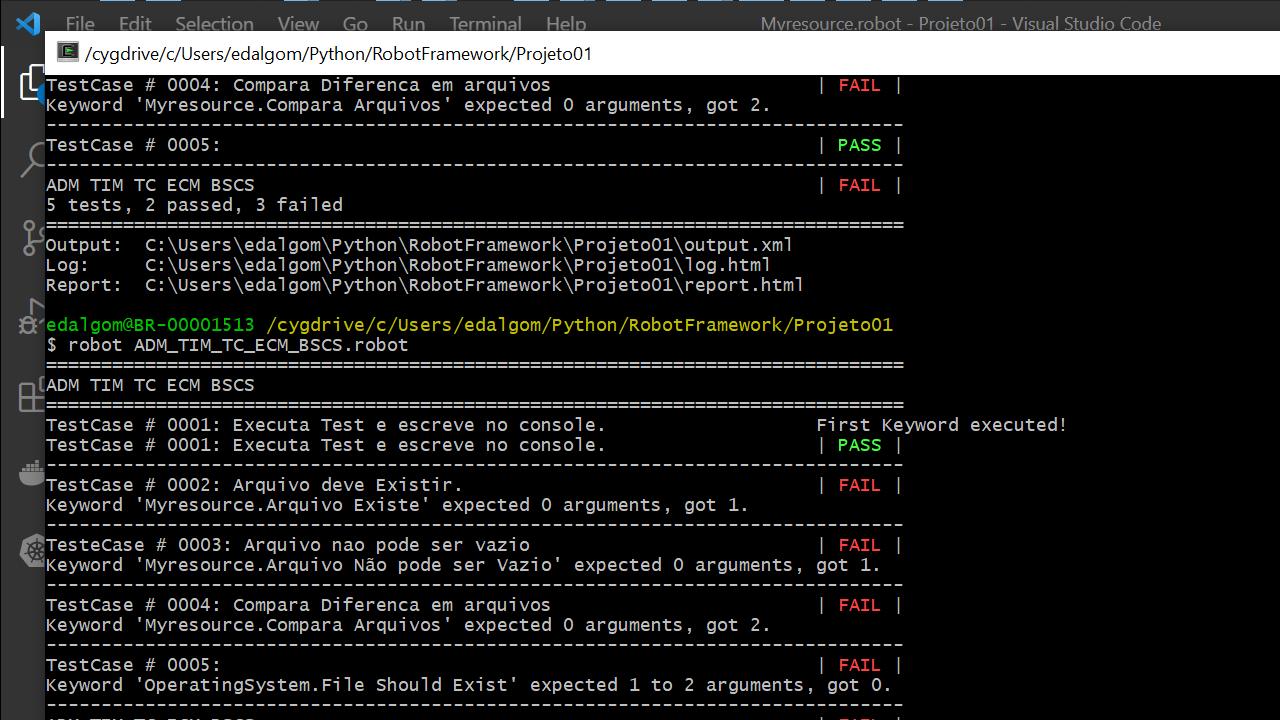 File Edit Selection View Go Run Terminal Help Myresource.robot - Projeto01 - Visual Studio Code
/cygdrive/c/Users/edalgom/Python/RobotFramework/Projeto01
TestCase # 0004: Compara Diferenca em arquivos | FAIL |
Keyword 'Myresource.Compara Arquivos' expected 0 arguments, got 2.
------------------------------------------------------------------------------
TestCase # 0005: | PASS |
------------------------------------------------------------------------------
ADM TIM TC ECM BSCS | FAIL |
5 tests, 2 passed, 3 failed
==============================================================================
Output: C:\Users\edalgom\Python\RobotFramework\Projeto01\output.xml
Log: C:\Users\edalgom\Python\RobotFramework\Projeto01\log.html
Report: C:\Users\edalgom\Python\RobotFramework\Projeto01\report.html
edalgom@BR-00001513 /cygdrive/c/Users/edalgom/Python/RobotFramework/Projeto01
$ robot ADM_TIM_TC_ECM_BSCS.robot
==============================================================================
ADM TIM TC ECM BSCS
==============================================================================
TestCase # 0001: Executa Test e escreve no console. First Keyword executed!
TestCase # 0001: Executa Test e escreve no console. | PASS |
------------------------------------------------------------------------------
TestCase # 0002: Arquivo deve Existir. | FAIL |
Keyword 'Myresource.Arquivo Existe' expected 0 arguments, got 1.
------------------------------------------------------------------------------
TesteCase # 0003: Arquivo nao pode ser vazio | FAIL |
Keyword 'Myresource.Arquivo Não pode ser Vazio' expected 0 arguments, got 1.
------------------------------------------------------------------------------
TestCase # 0004: Compara Diferenca em arquivos | FAIL |
Keyword 'Myresource.Compara Arquivos' expected 0 arguments, got 2.
------------------------------------------------------------------------------
TestCase # 0005: | FAIL |
Keyword 'OperatingSystem.File Should Exist' expected 1 to 2 arguments, got 0.
------------------------------------------------------------------------------